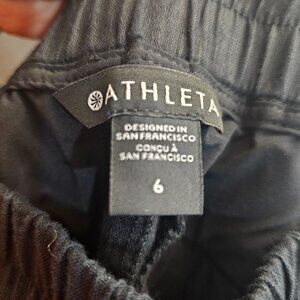 ATHLETA
DESIGNED IN
SAN FRANCISCO
CONÇU À
SAN FRANCISCO
6